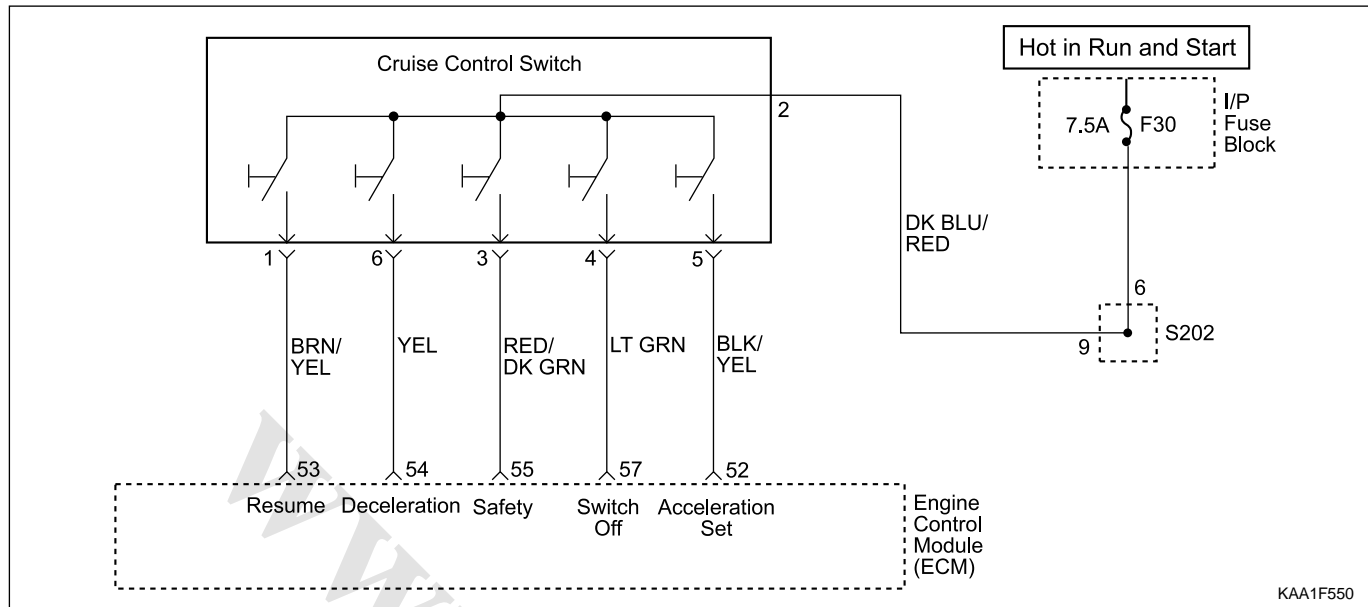 Hot in Run and Start
Cruise Control Switch
2
7.5A
F30
I/P
Fuse
Block
DK BLU/
RED
1
6
3
4
5
6
S202
9
BRN/
YEL
YEL
RED/
DK GRN
LT GRN
BLK/
YEL
53
54
55
57
52
Resume
Deceleration
Safety
Switch
Off
Acceleration
Set
Engine
Control
Module
(ECM)
KAA1F550